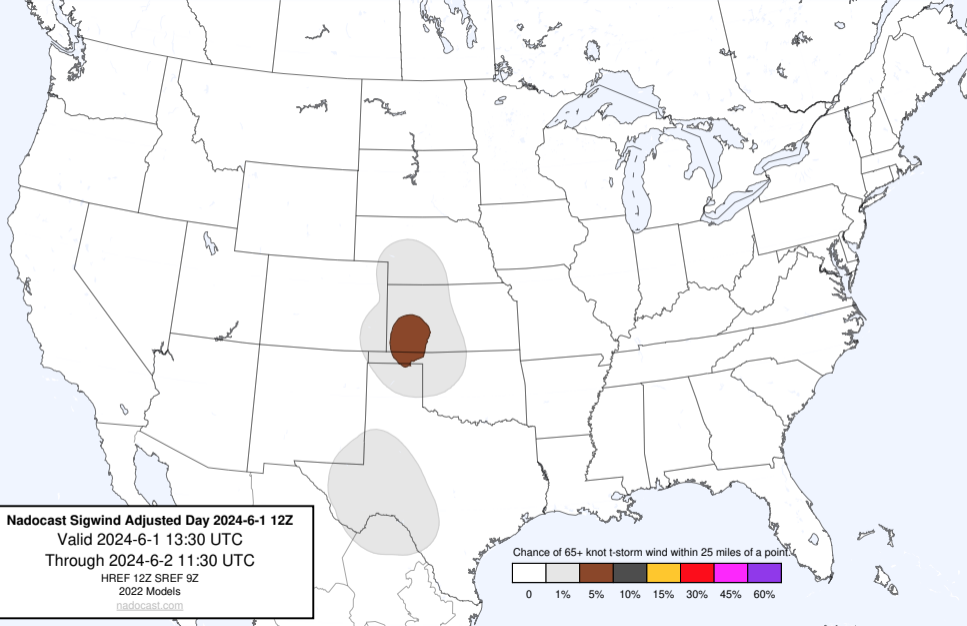 Nadocast Sigwind Adjusted Day 2024-6-1 12Z
Valid 2024-6-1 13:30 UTC
Through 2024-6-2 11:30 UTC
HREF 12Z SREF 9Z
2022 Models
nadocast.com
Chance of 65+ knot t-storm wind within 25 miles of a point.
0 1% 5% 10% 15% 30% 45% 60%